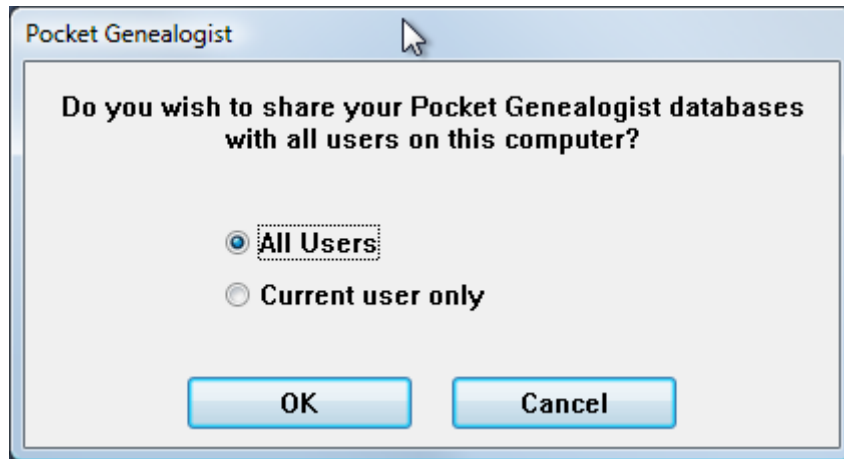 Pocket Genealogist
Do you wish to share your Pocket Genealogist databases
with all users on this computer?
All Users
Current user only
OK
Cancel